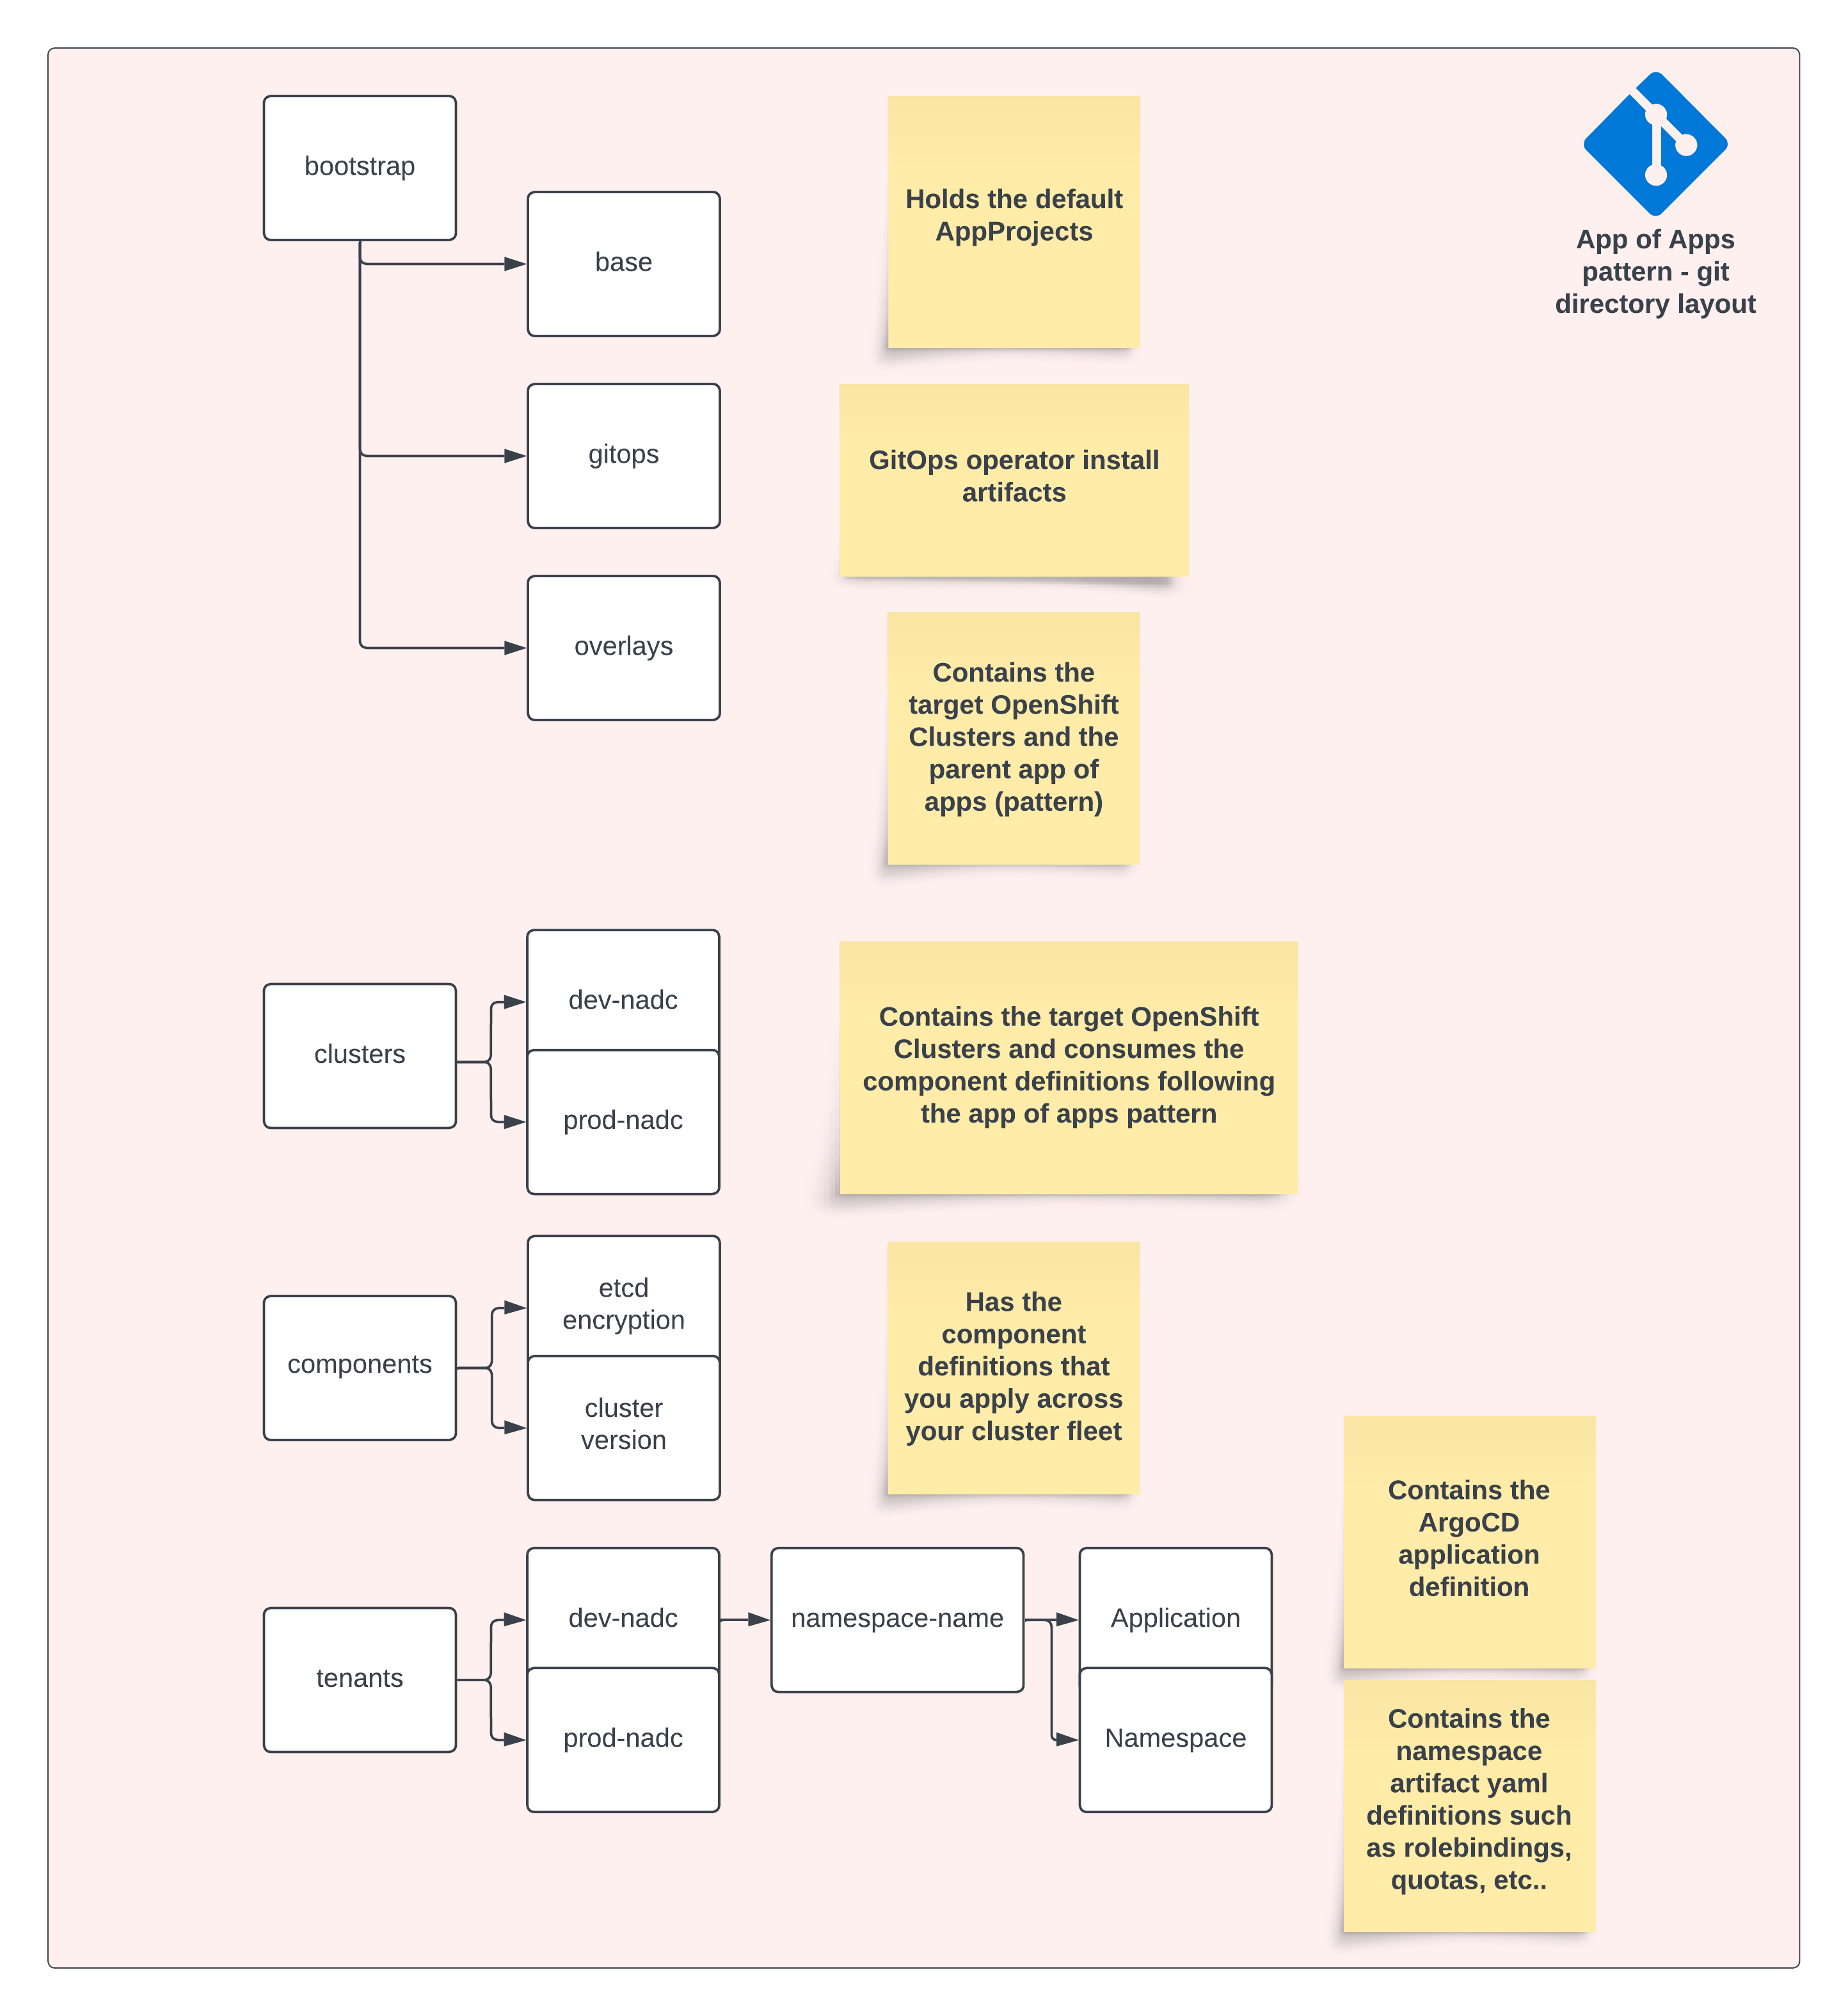 bootstrap
Holds the default
AppProjects
App of Apps
pattern - git
directory layout
base
gitops
GitOps operator install
artifacts
overlays
Contains the
target OpenShift
Clusters and the
parent app of
apps (pattern)
clusters
dev-nadc
prod-nadc
Contains the target OpenShift
Clusters and consumes the
component definitions following
the app of apps pattern
components
etcd
encryption
cluster
version
Has the
component
definitions that
you apply across
your cluster fleet
tenants
dev-nadc
prod-nadc
namespace-name
Application
Namespace
Contains the
ArgoCD
application
definition
Contains the
namespace
artifact yaml
definitions such
as rolebindings,
quotas, etc..